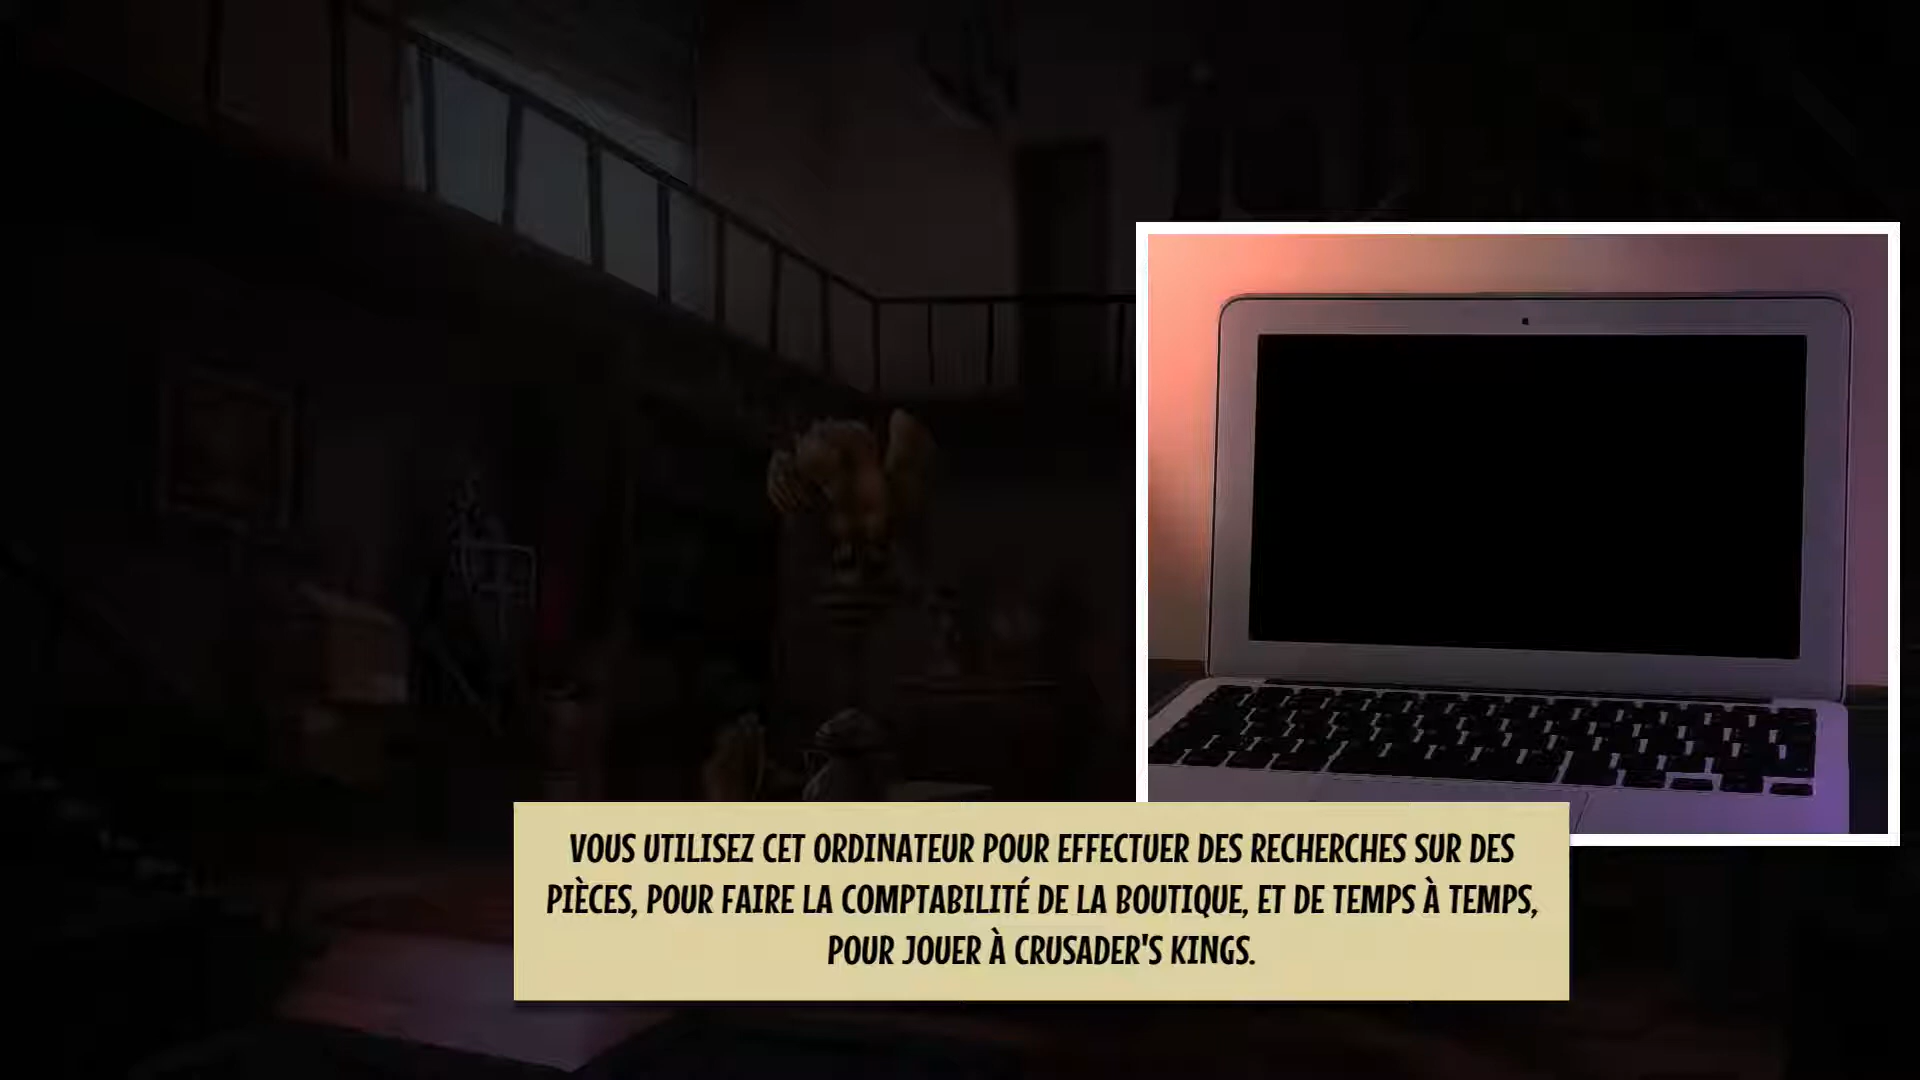 VOUS UTILISEZ CET ORDINATEUR POUR EFFECTUER DES RECHERCHES SUR DES
PIÈCES, POUR FAIRE LA COMPTABILITÉ DE LA BOUTIQUE, ET DE TEMPS À TEMPS,
POUR JOUER À CRUSADER'S KINGS.